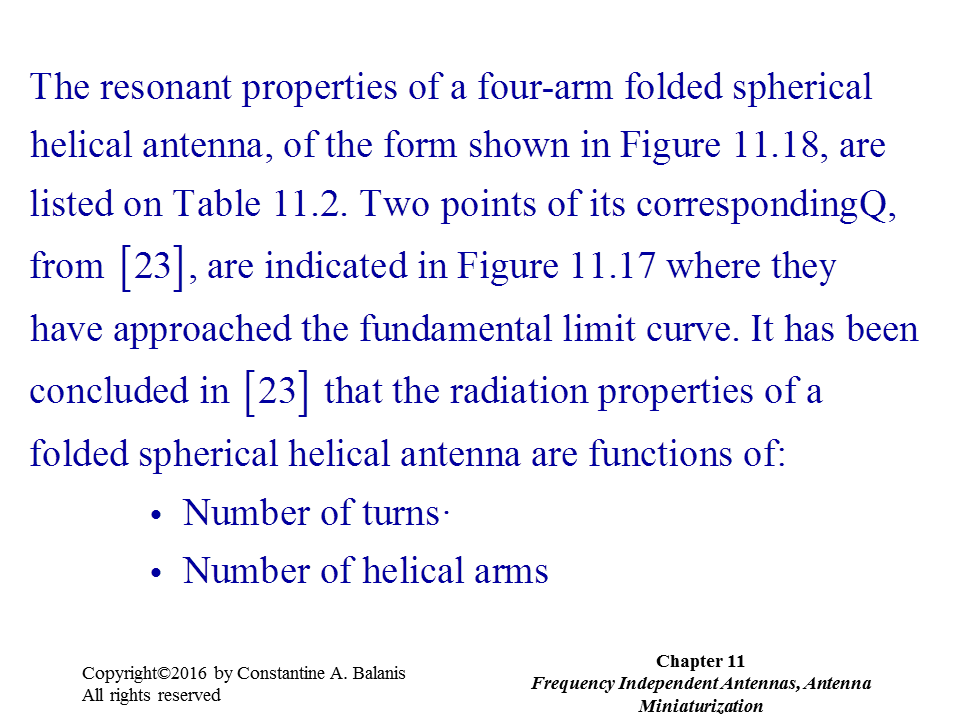 The resonant properties of a four-arm folded spherical
helical antenna, of the form shown in Figure 11.18, are
listed on Table 11.2. Two points of its correspondingQ,
from [23], are indicated in Figure 11.17 where they
have approached the fundamental limit curve. It has been
concluded in [23] that the radiation properties of a
folded spherical helical antenna are functions of:
• Number of turns·
• Number of helical arms
Copyright©2016 by Constantine A. Balanis
All rights reserved
Chapter 11
Frequency Independent Antennas, Antenna
Miniaturization